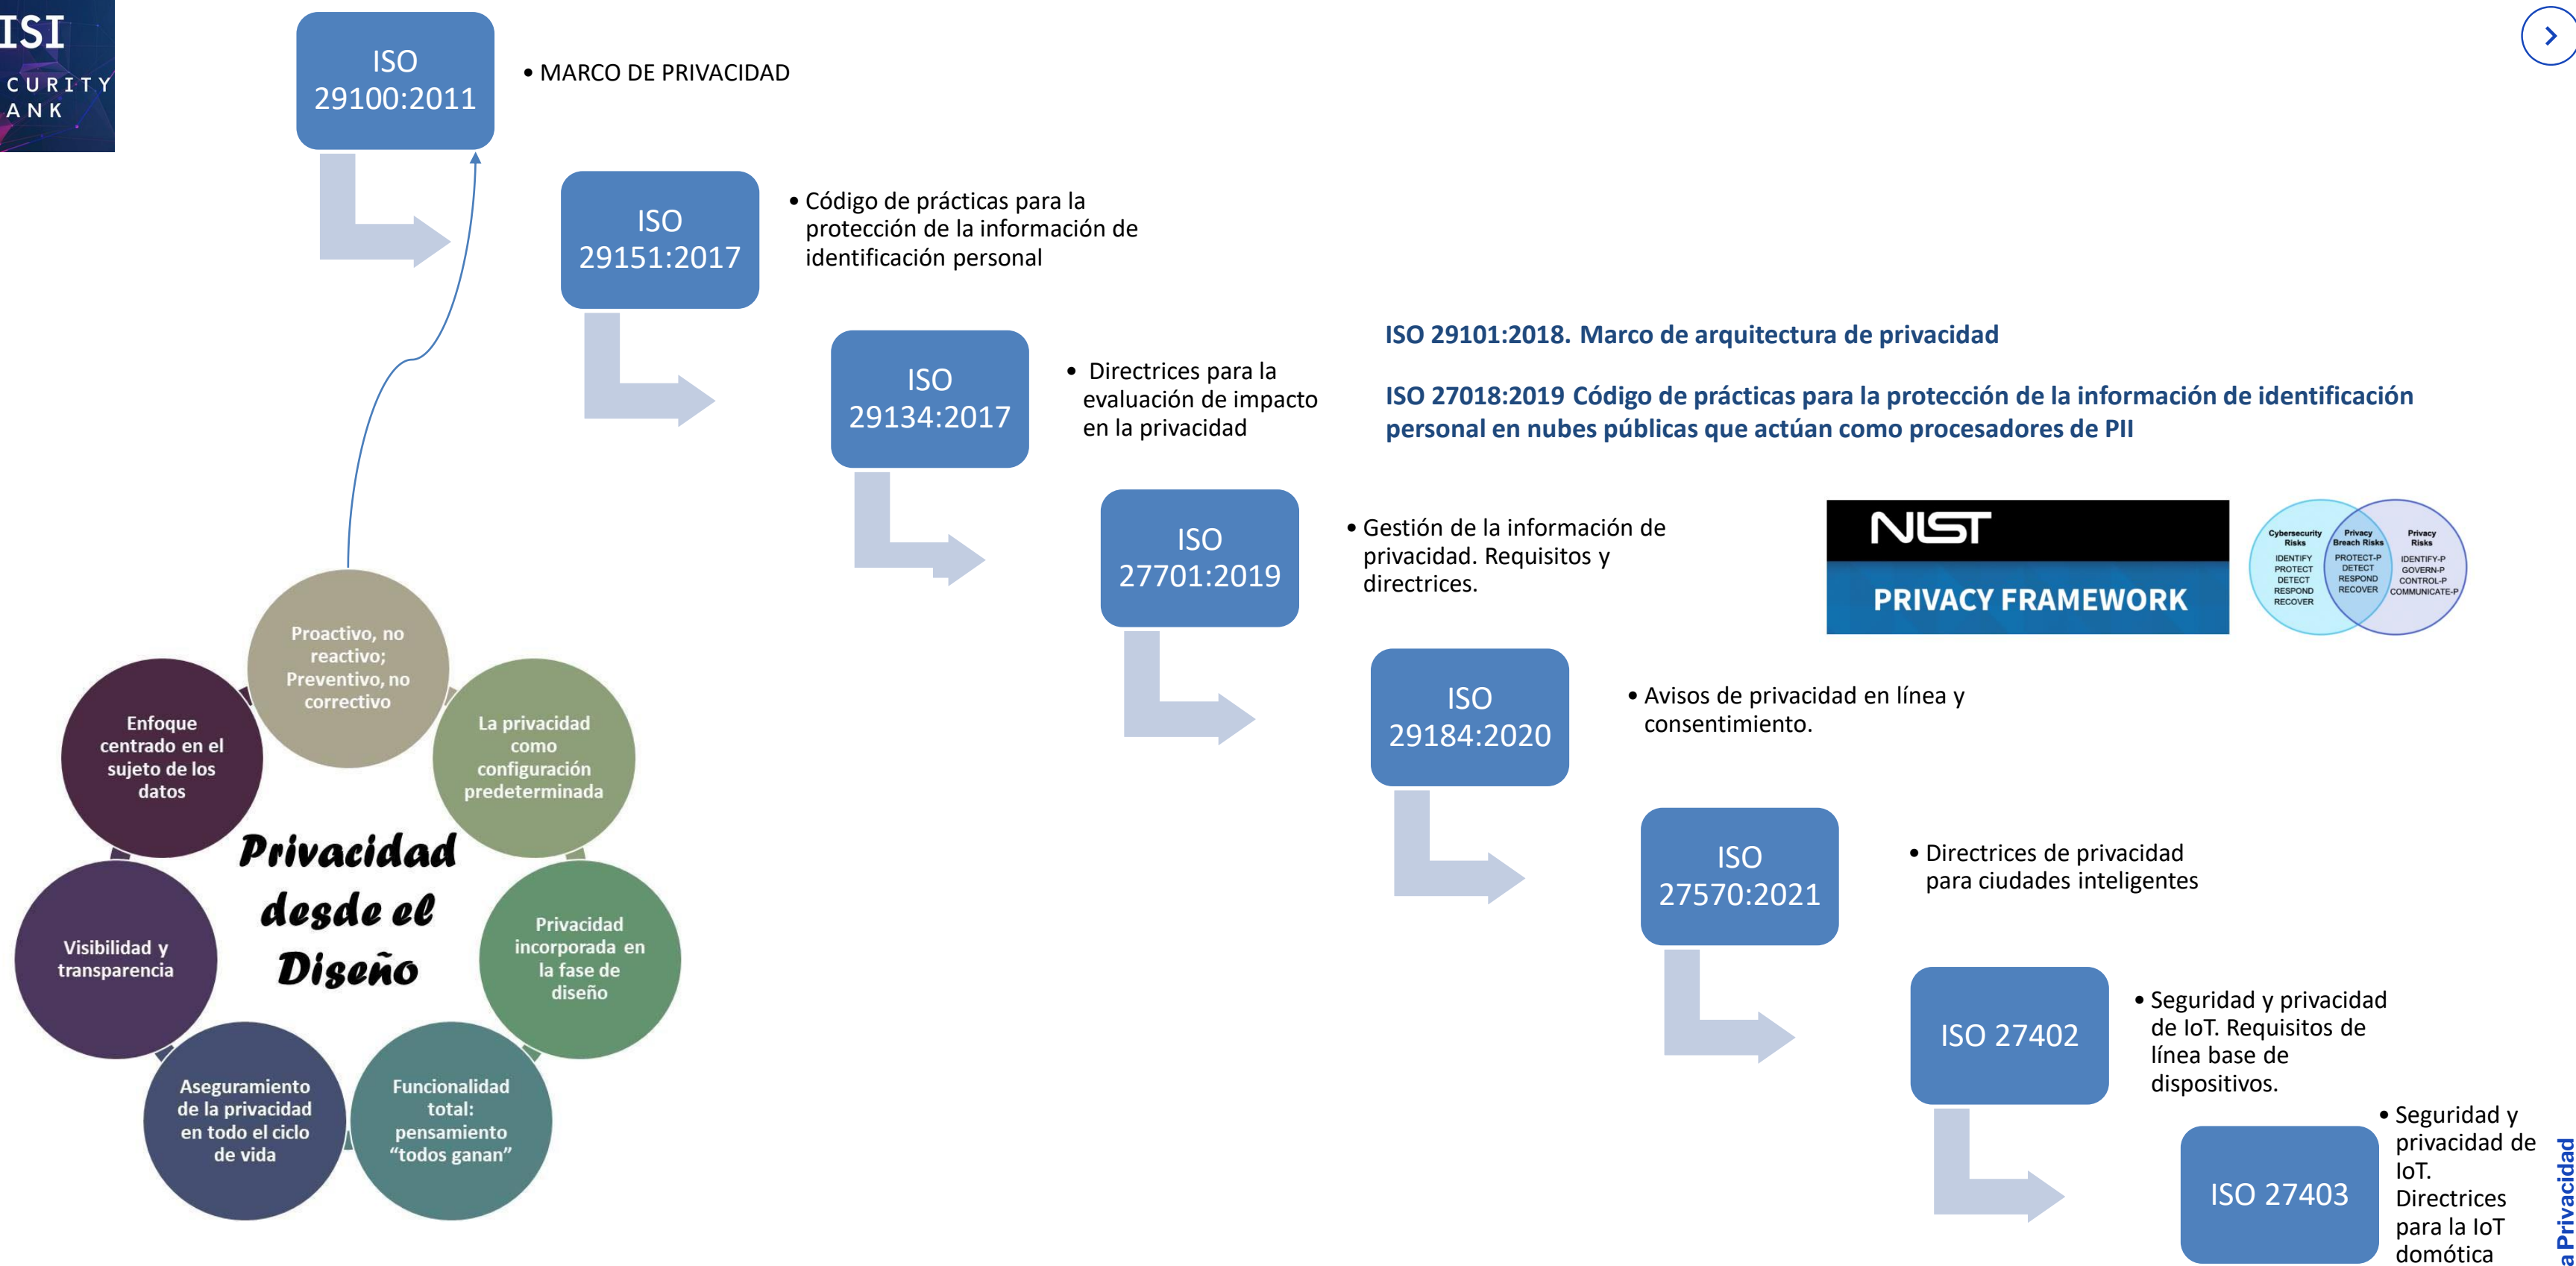 ISI
CURITY
ANK
ISO
29100:2011
• MARCO DE PRIVACIDAD
ISO
29151:2017
• Código de prácticas para la
protección de la información de
identificación personal
ISO
29134:2017
• Directrices para la
evaluación de impacto
en la privacidad
ISO 29101:2018. Marco de arquitectura de privacidad
ISO 27018:2019 Código de prácticas para la protección de la información de identificación
personal en nubes públicas que actúan como procesadores de PII
ISO
27701:2019
• Gestión de la información de
privacidad. Requisitos y
directrices.
NIST
PRIVACY FRAMEWORK
Cybersecurity
Risks
IDENTIFY
PROTECT
DETECT
RESPOND
RECOVER
Privacy
Breach Risks
PROTECT-P
DETECT
RESPOND
RECOVER
Privacy
Risks
IDENTIFY-P
GOVERN-P
CONTROL-P
COMMUNICATE-P
ISO
29184:2020
• Avisos de privacidad en línea y
consentimiento.
ISO
27570:2021
• Directrices de privacidad
para ciudades inteligentes
ISO 27402
• Seguridad y privacidad
de IoT. Requisitos de
línea base de
dispositivos.
ISO 27403
• Seguridad y
privacidad de
IoT.
Directrices
para la IoT
domótica
Proactivo, no
reactivo;
Preventivo, no
correctivo
La privacidad
como
configuración
predeterminada
Privacidad
incorporada en
la fase de
diseño
Funcionalidad
total:
pensamiento
“todos ganan”
Aseguramiento
de la privacidad
en todo el ciclo
de vida
Visibilidad y
transparencia
Enfoque
centrado en el
sujeto de los
datos
Privacidad
desde el
Diseño
a Privacidad